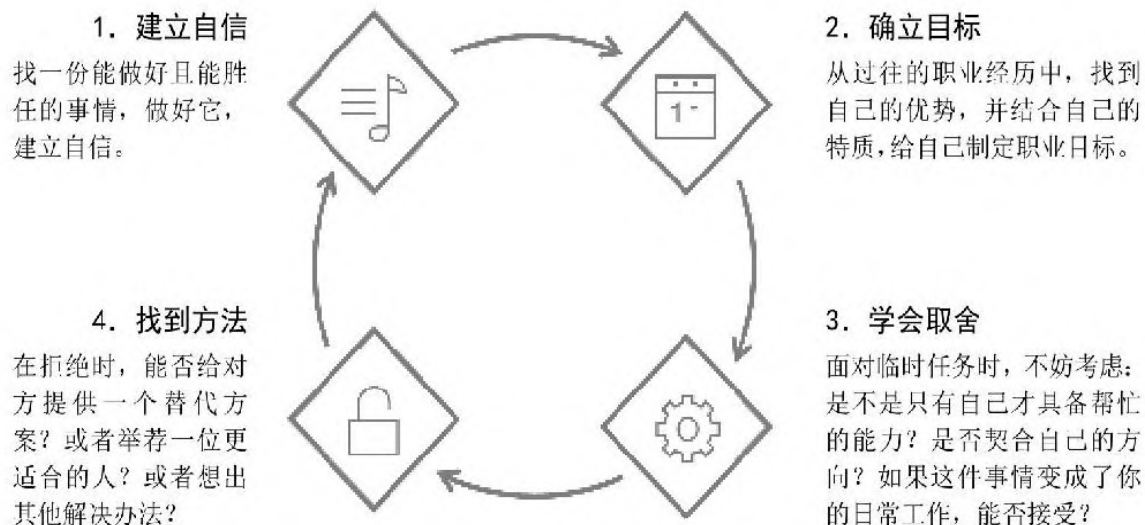 1. 建立自信
找一份能做好且能胜
任的事情，做好它，
建立自信。
2. 确立目标
从过往的职业经历中，找到
自己的优势，并结合自己的
特质，给自己制定职业目标。
1
3. 学会取舍
面对临时任务时，不妨考虑：
是不是只有自己才具备帮忙
的能力？是否契合自己的方
向？如果这件事情变成了你
的日常工作，能否接受？
4. 找到方法
在拒绝时，能否给对
方提供一个替代方
案？或者举荐一位更
适合的人？或者想出
其他解决办法？